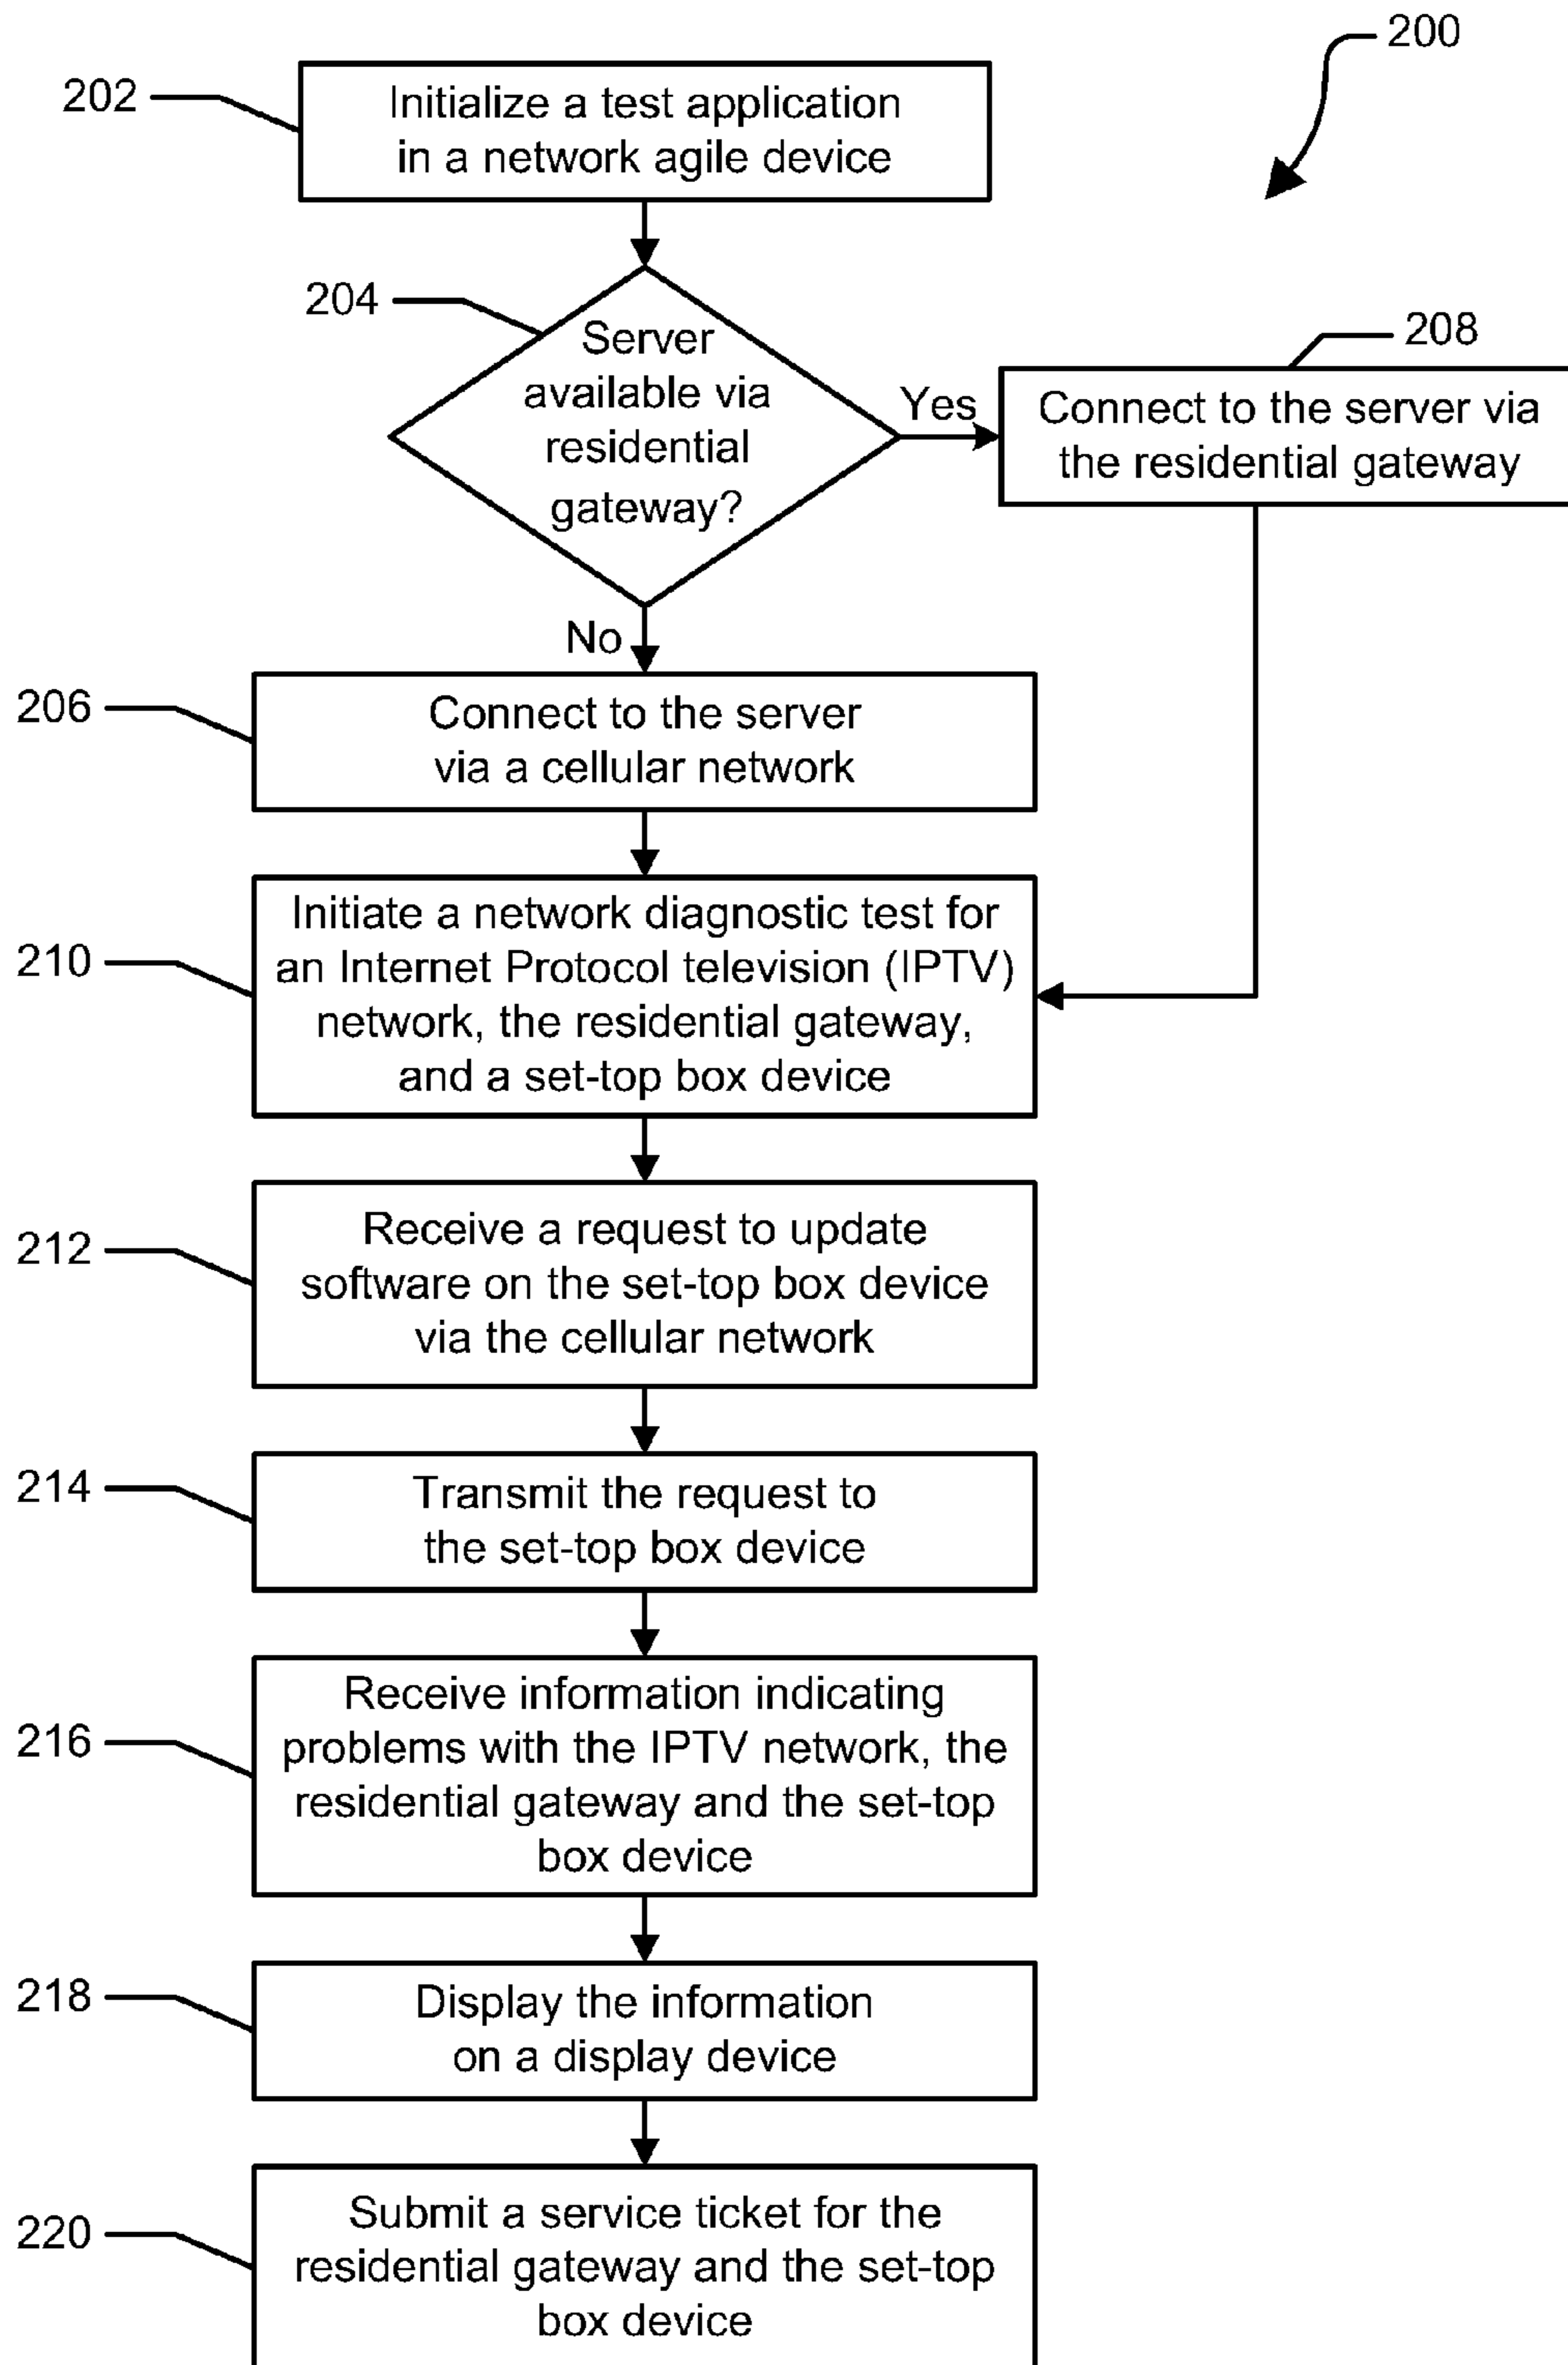 200
202
Initialize a test application
in a network agile device
204
Server
available via
residential
gateway?
Yes
208
Connect to the server via
the residential gateway
No
206
Connect to the server
via a cellular network
210
Initiate a network diagnostic test for
an Internet Protocol television (IPTV)
network, the residential gateway,
and a set-top box device
212
Receive a request to update
software on the set-top box device
via the cellular network
214
Transmit the request to
the set-top box device
216
Receive information indicating
problems with the IPTV network, the
residential gateway and the set-top
box device
218
Display the information
on a display device
220
Submit a service ticket for the
residential gateway and the set-top
box device